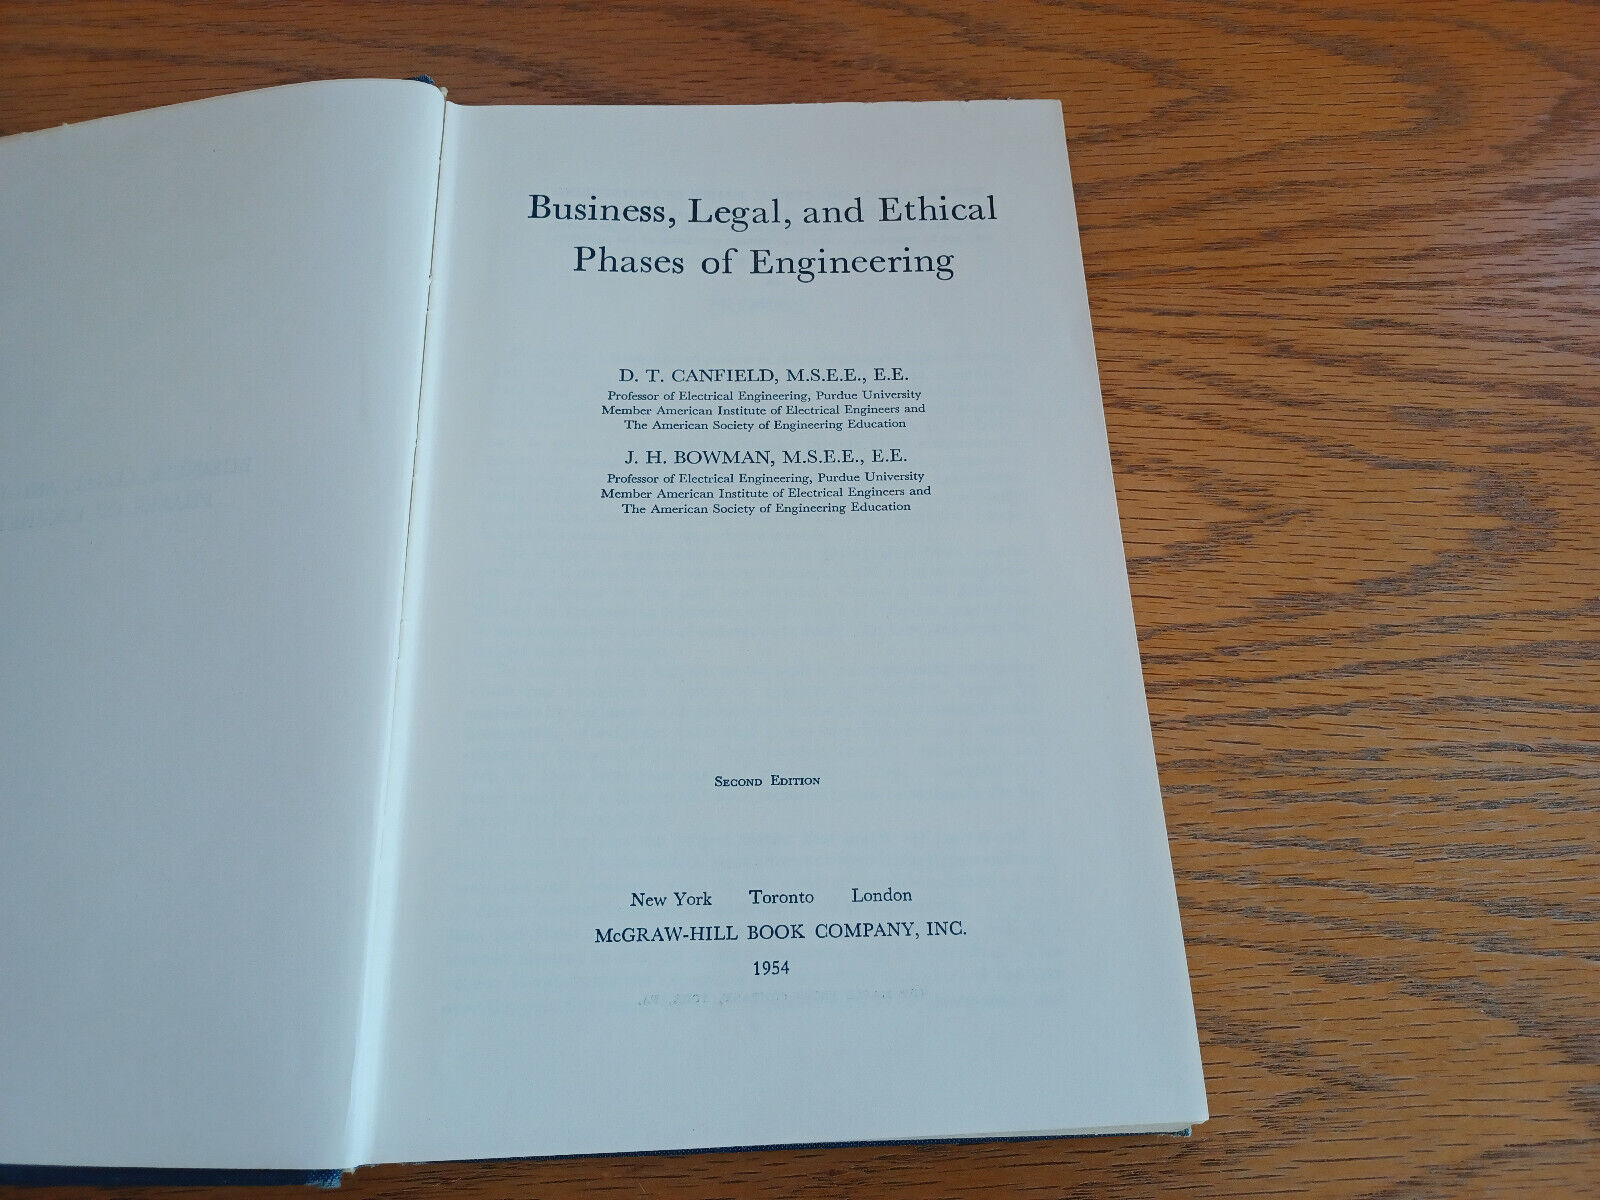 Business, Legal, and Ethical
Phases of Engineering
D. T. CANFIELD, M.S.E.E., E.E.
Professor of Electrical Engineering, Purdue University
Member American Institute of Electrical Engineers and
The American Society of Engineering Education
J. H. BOWMAN, M.S.E.E., E.E.
Professor of Electrical Engineering, Purdue University
Member American Institute of Electrical Engineers and
The American Society of Engineering Education
SECOND EDITION
New York Toronto London
McGRAW-HILL BOOK COMPANY, INC.
1954